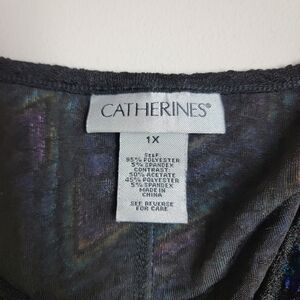 CATHERINES®
1X
SELF:
95% POLYESTER
5% SPANDEX
CONTRAST:
50% ACETATE
45% POLYESTER
5% SPANDEX
MADE IN
CHINA
SEE REVERSE
FOR CARE